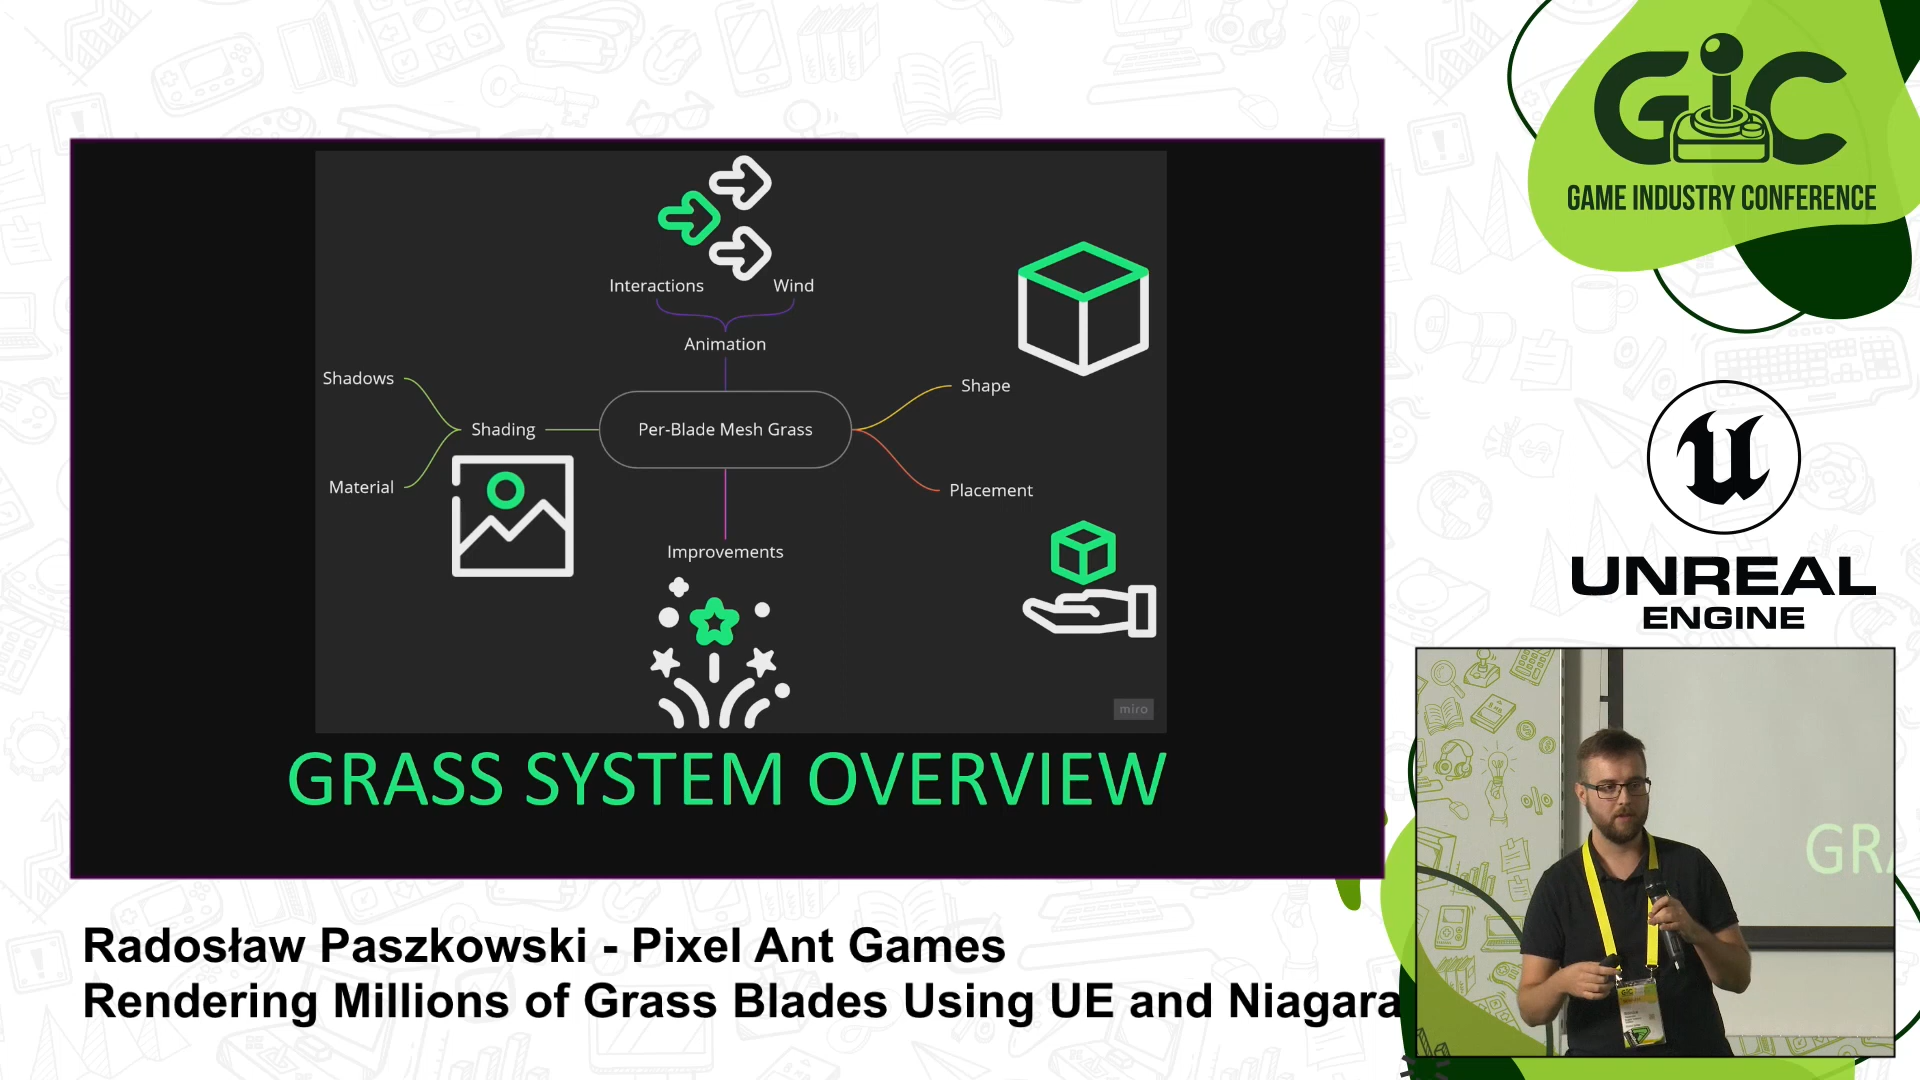 GIC
GAME INDUSTRY CONFERENCE
Interactions
Wind
Animation
Shadows
Shading
Material
Per-Blade Mesh Grass
Shape
Placement
Improvements
miro
GRASS SYSTEM OVERVIEW
UNREAL
ENGINE
GRA
Radosław Paszkowski - Pixel Ant Games
Rendering Millions of Grass Blades Using UE and Niagara